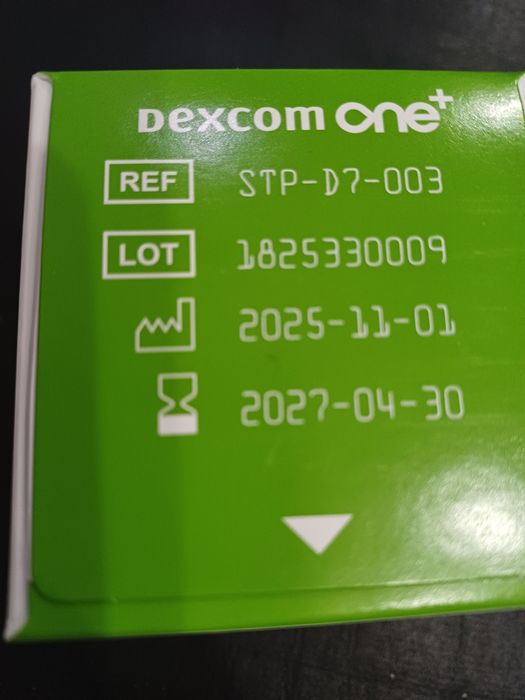 Dexcom ONE+
REF STP-D7-003
LOT 1825330009
2025-11-01
2027-04-30